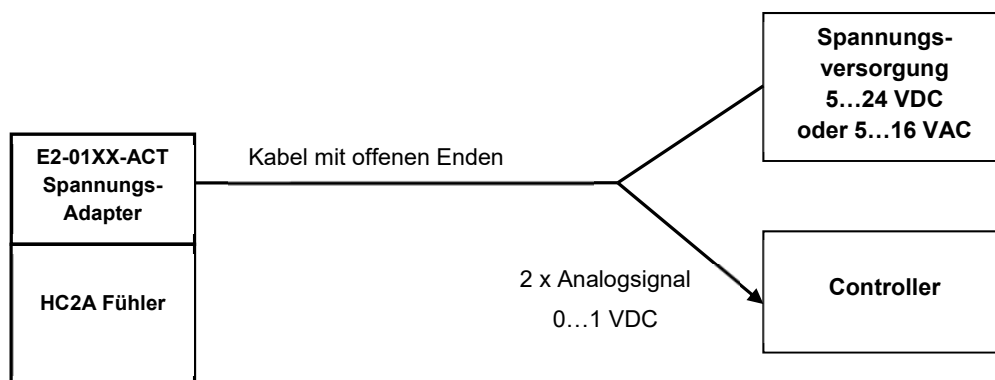 E2-01XX-ACT
Spannungs-
Adapter
HC2A Fühler
Kabel mit offenen Enden
2 x Analogsignal
0…1 VDC
Spannungs-
versorgung
5…24 VDC
oder 5…16 VAC
Controller